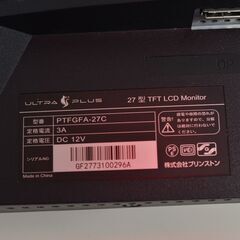 ULTRA PLUS
27 型 TFT LCD Monitor
型番 PTFGFA-27C
定格電流 3A
定格電圧 DC 12V
シリアルNO
GF2773100296A
Made in China
株式会社プリンストン
OP